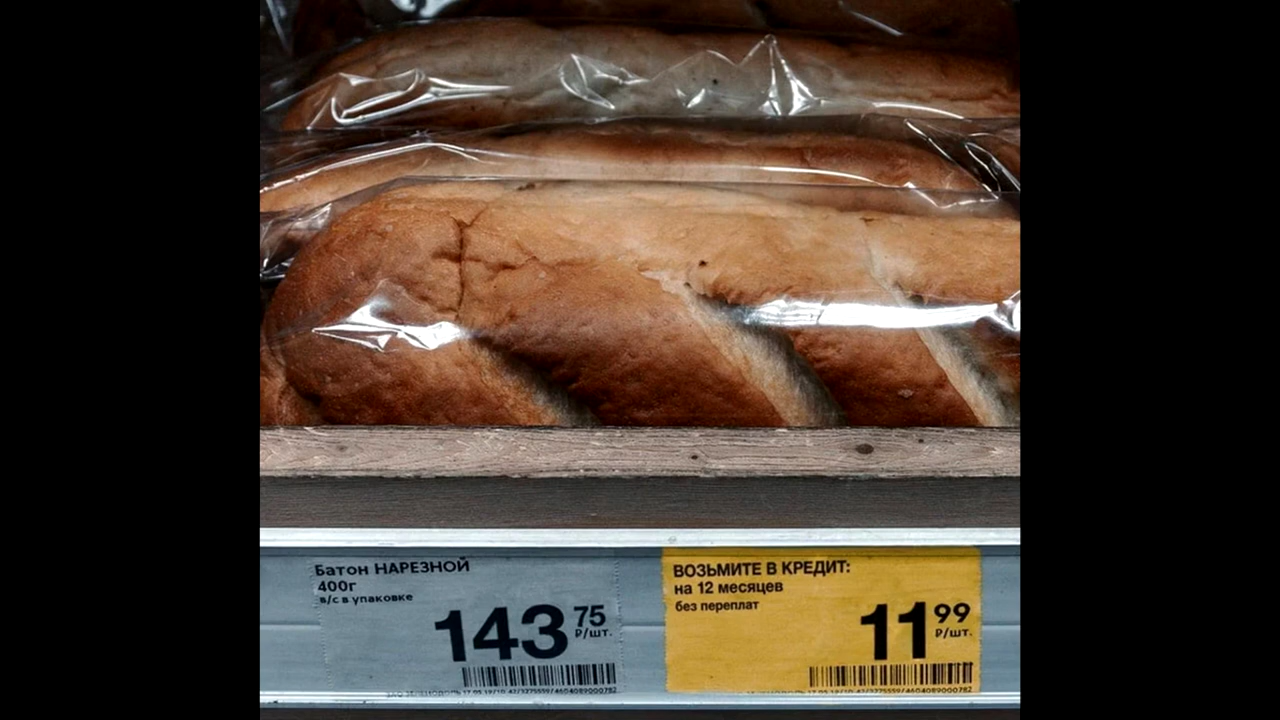 Батон НАРЕЗНОЙ
400г
в/с в упаковке
143 75
₽/шт.
ВОЗЬМИТЕ В КРЕДИТ:
на 12 месяцев
без переплат
11 99
₽/шт.